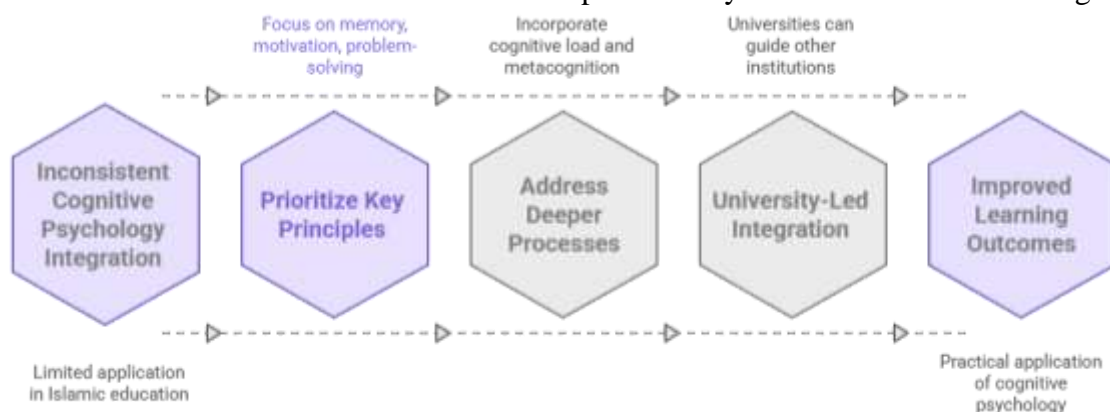 Focus on memory,
motivation, problem-
solving
Incorporate
cognitive load and
metacognition
Universities can
guide other
institutions
Inconsistent
Cognitive
Psychology
Integration
Prioritize Key
Principles
Address
Deeper
Processes
University-Led
Integration
Improved
Learning
Outcomes
Limited application
in Islamic education
Practical application
of cognitive
psychology